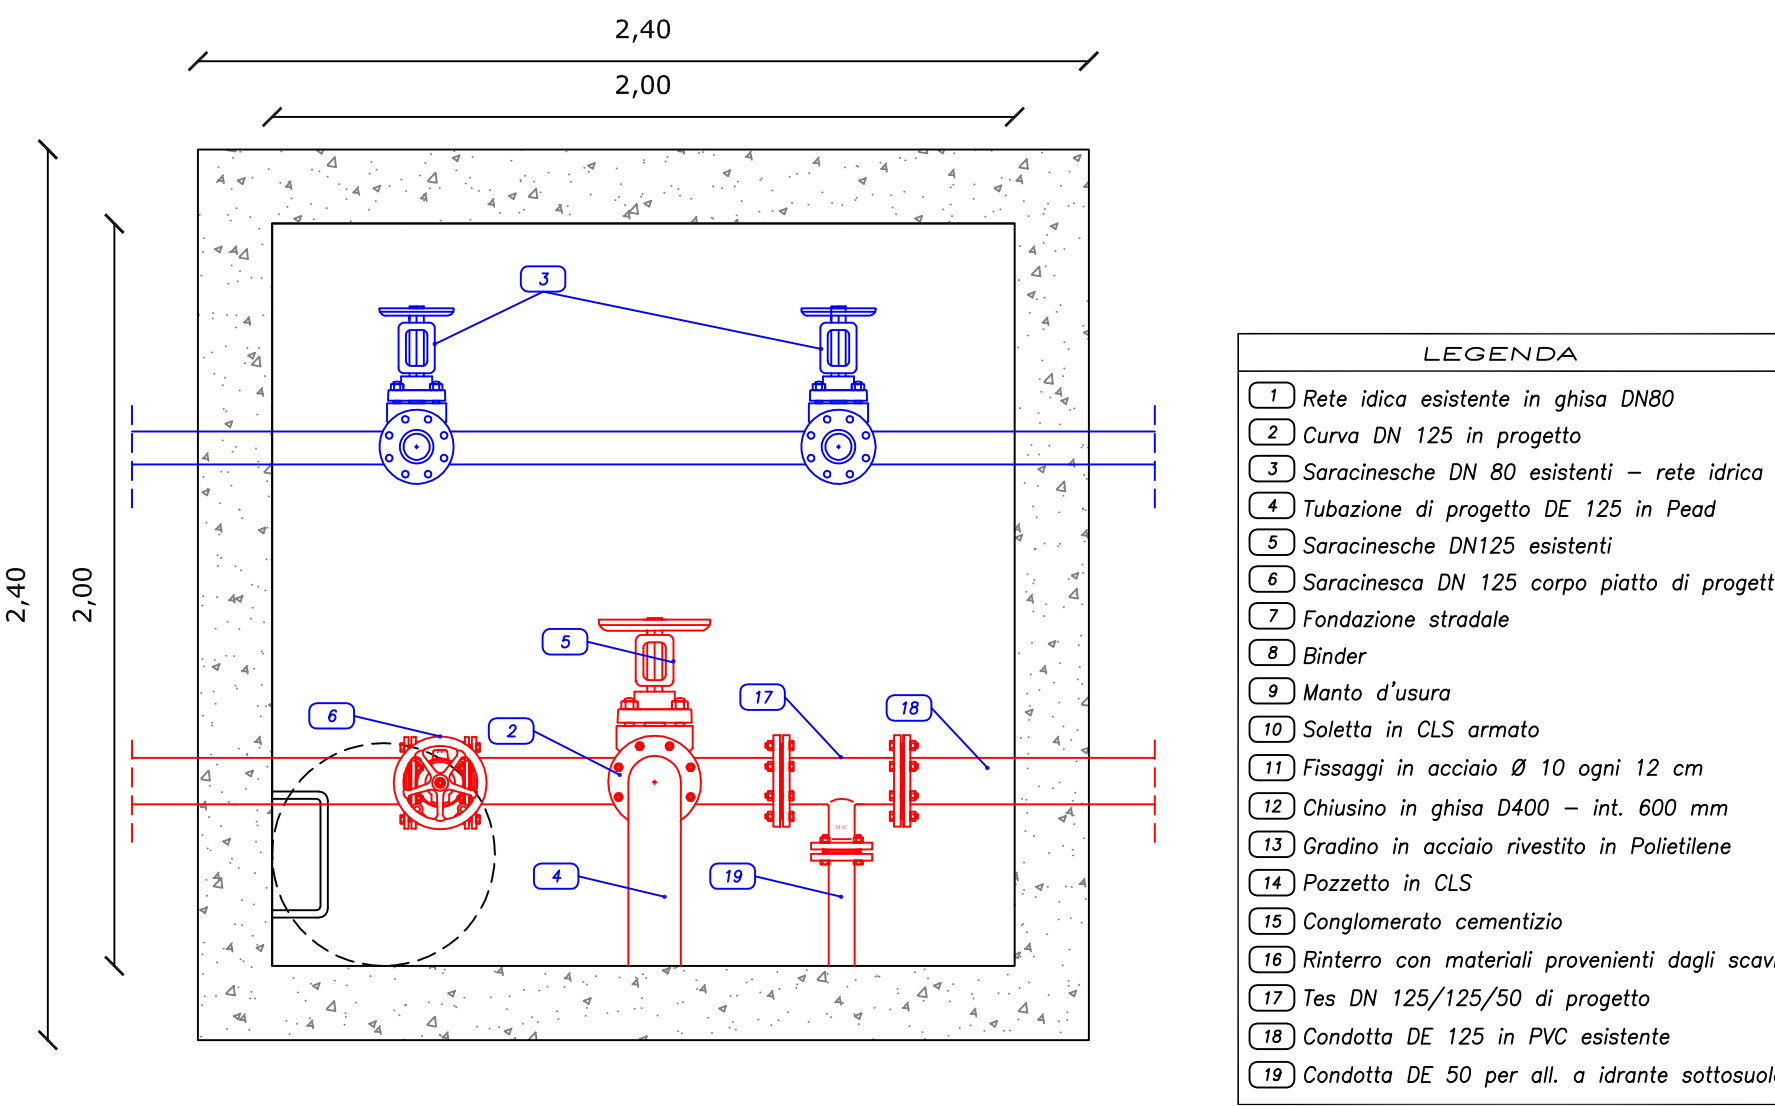 2,40
2,00
2,40
2,00
3
5
6
2
17
18
4
19
LEGENDA
1 Rete idica esistente in ghisa DN80
2 Curva DN 125 in progetto
3 Saracinesche DN 80 esistenti – rete idrica
4 Tubazione di progetto DE 125 in Pead
5 Saracinesche DN125 esistenti
6 Saracinesca DN 125 corpo piatto di progett
7 Fondazione stradale
8 Binder
9 Manto d'usura
10 Soletta in CLS armato
11 Fissaggi in acciaio Ø 10 ogni 12 cm
12 Chiusino in ghisa D400 – int. 600 mm
13 Gradino in acciaio rivestito in Polietilene
14 Pozzetto in CLS
15 Conglomerato cementizio
16 Rinterro con materiali provenienti dagli scavi
17 Tes DN 125/125/50 di progetto
18 Condotta DE 125 in PVC esistente
19 Condotta DE 50 per all. a idrante sottosuolo